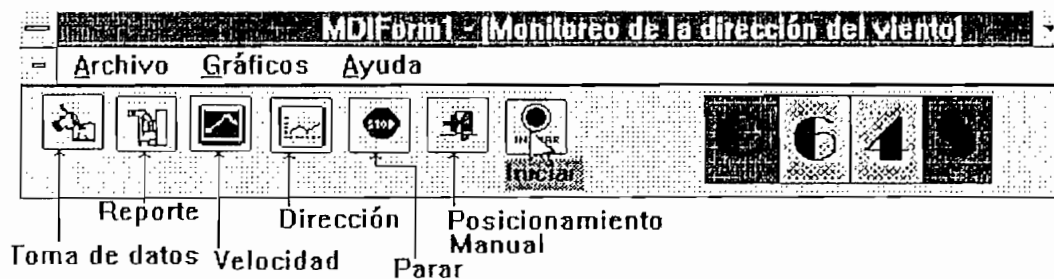 MDIForm1 - [Monitoreo de la dirección del viento]
Archivo Gráficos Ayuda
STOP
Iniciar
6 4
Reporte Dirección Posicionamiento
Manual
Toma de datos Velocidad Parar